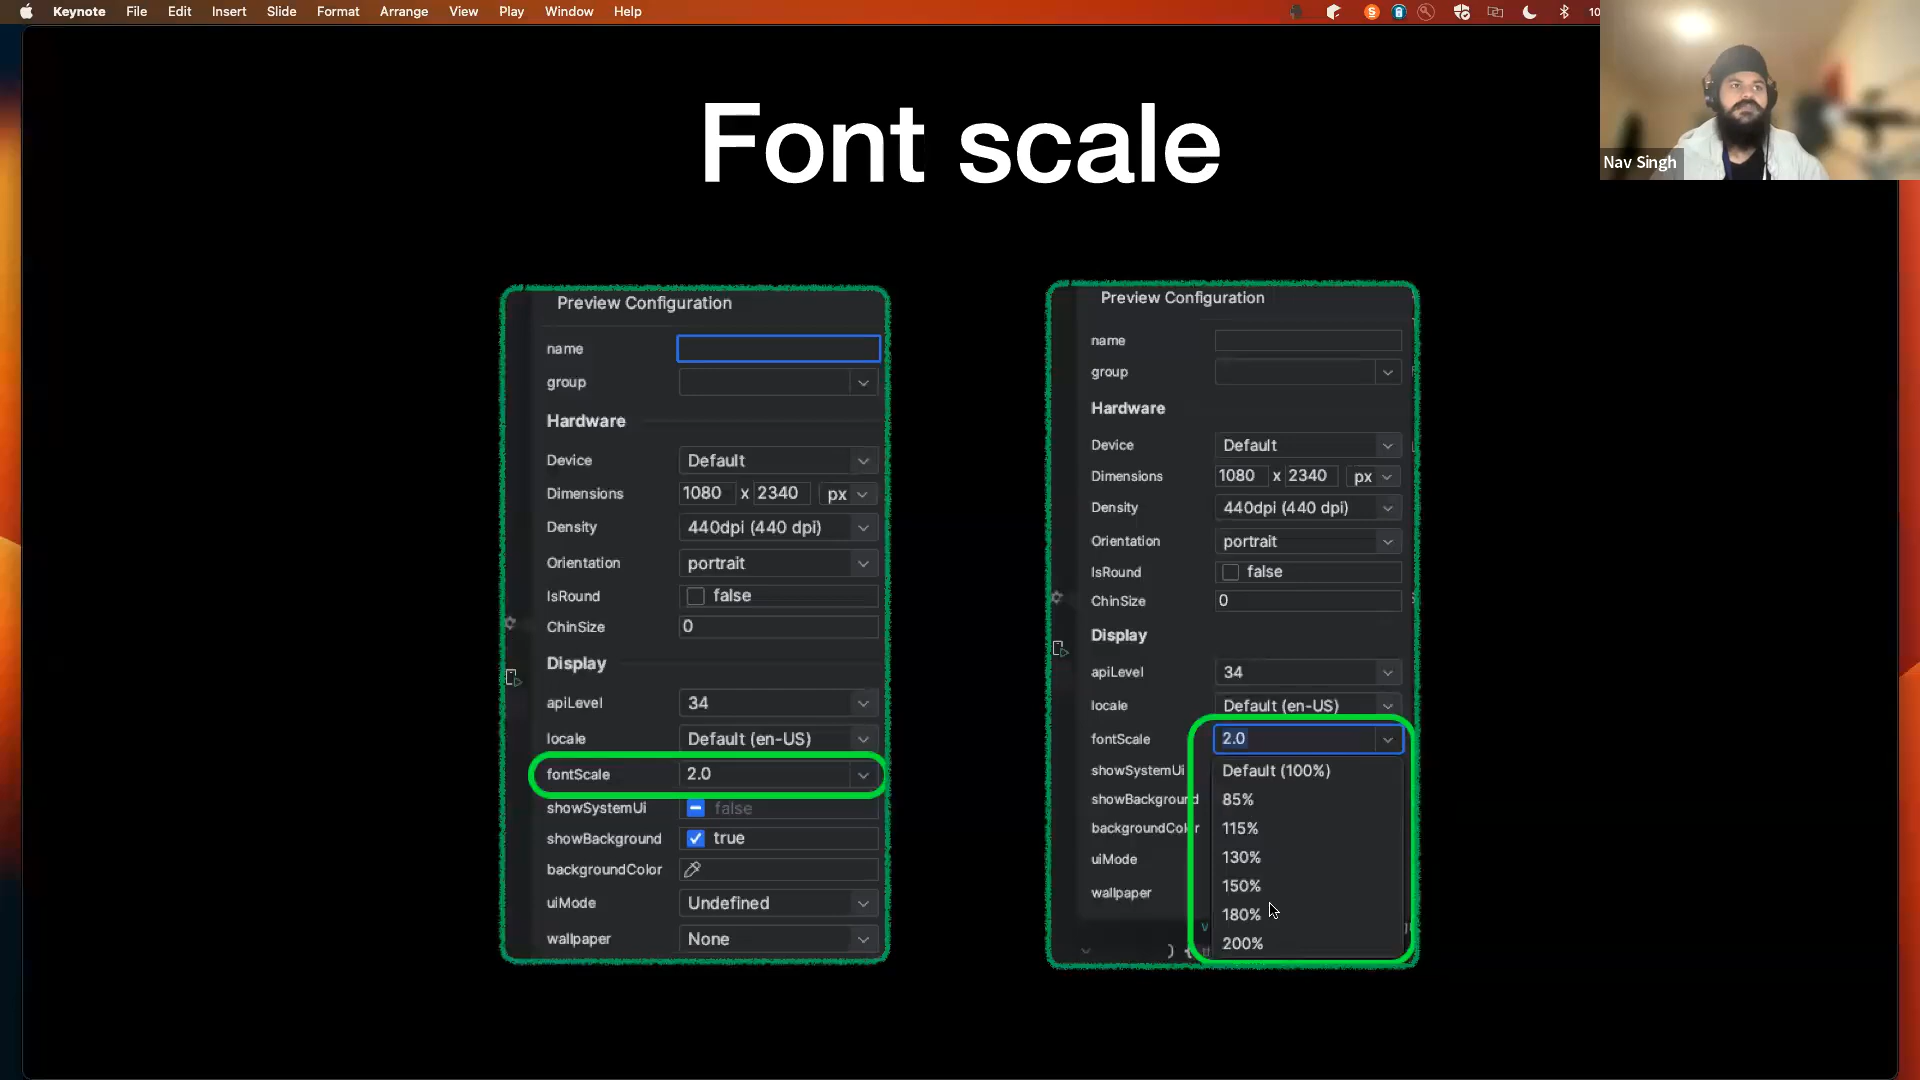 Keynote File Edit Insert Slide Format Arrange View Play Window Help
10
Nav Singh
Font scale
Preview Configuration
name
group
Hardware
Device Default
Dimensions 1080 x 2340 px
Density 440dpi (440 dpi)
Orientation portrait
IsRound false
ChinSize 0
Display
apiLevel 34
locale Default (en-US)
fontScale 2.0
showSystemUi false
showBackground true
backgroundColor
uiMode Undefined
wallpaper None
Preview Configuration
name
group
Hardware
Device Default
Dimensions 1080 x 2340 px
Density 440dpi (440 dpi)
Orientation portrait
IsRound false
ChinSize 0
Display
apiLevel 34
locale Default (en-US)
fontScale 2.0
showSystemUi
showBackground
backgroundColor
uiMode
wallpaper
Default (100%)
85%
115%
130%
150%
180%
200%
) {